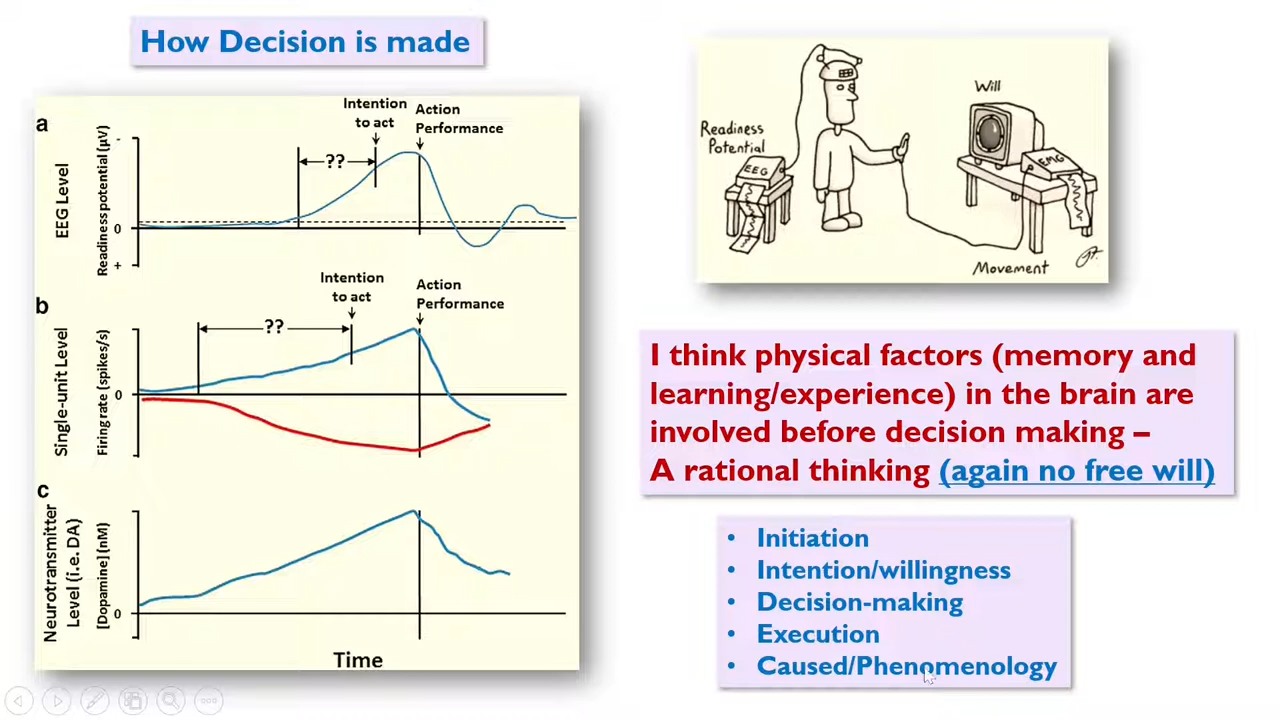 How Decision is made
a
EEG Level
Readiness potential (µV)
-
0
+
Intention
to act
Action
Performance
??
b
Single-unit Level
Firing rate (spikes/s)
0
Intention
to act
Action
Performance
??
c
Neurotransmitter
Level (i.e. DA)
[Dopamine] (nM)
0
Time
Readiness
Potential
EEG
Will
EMG
Movement
I think physical factors (memory and
learning/experience) in the brain are
involved before decision making –
A rational thinking (again no free will)
• Initiation
• Intention/willingness
• Decision-making
• Execution
• Caused/Phenomenology